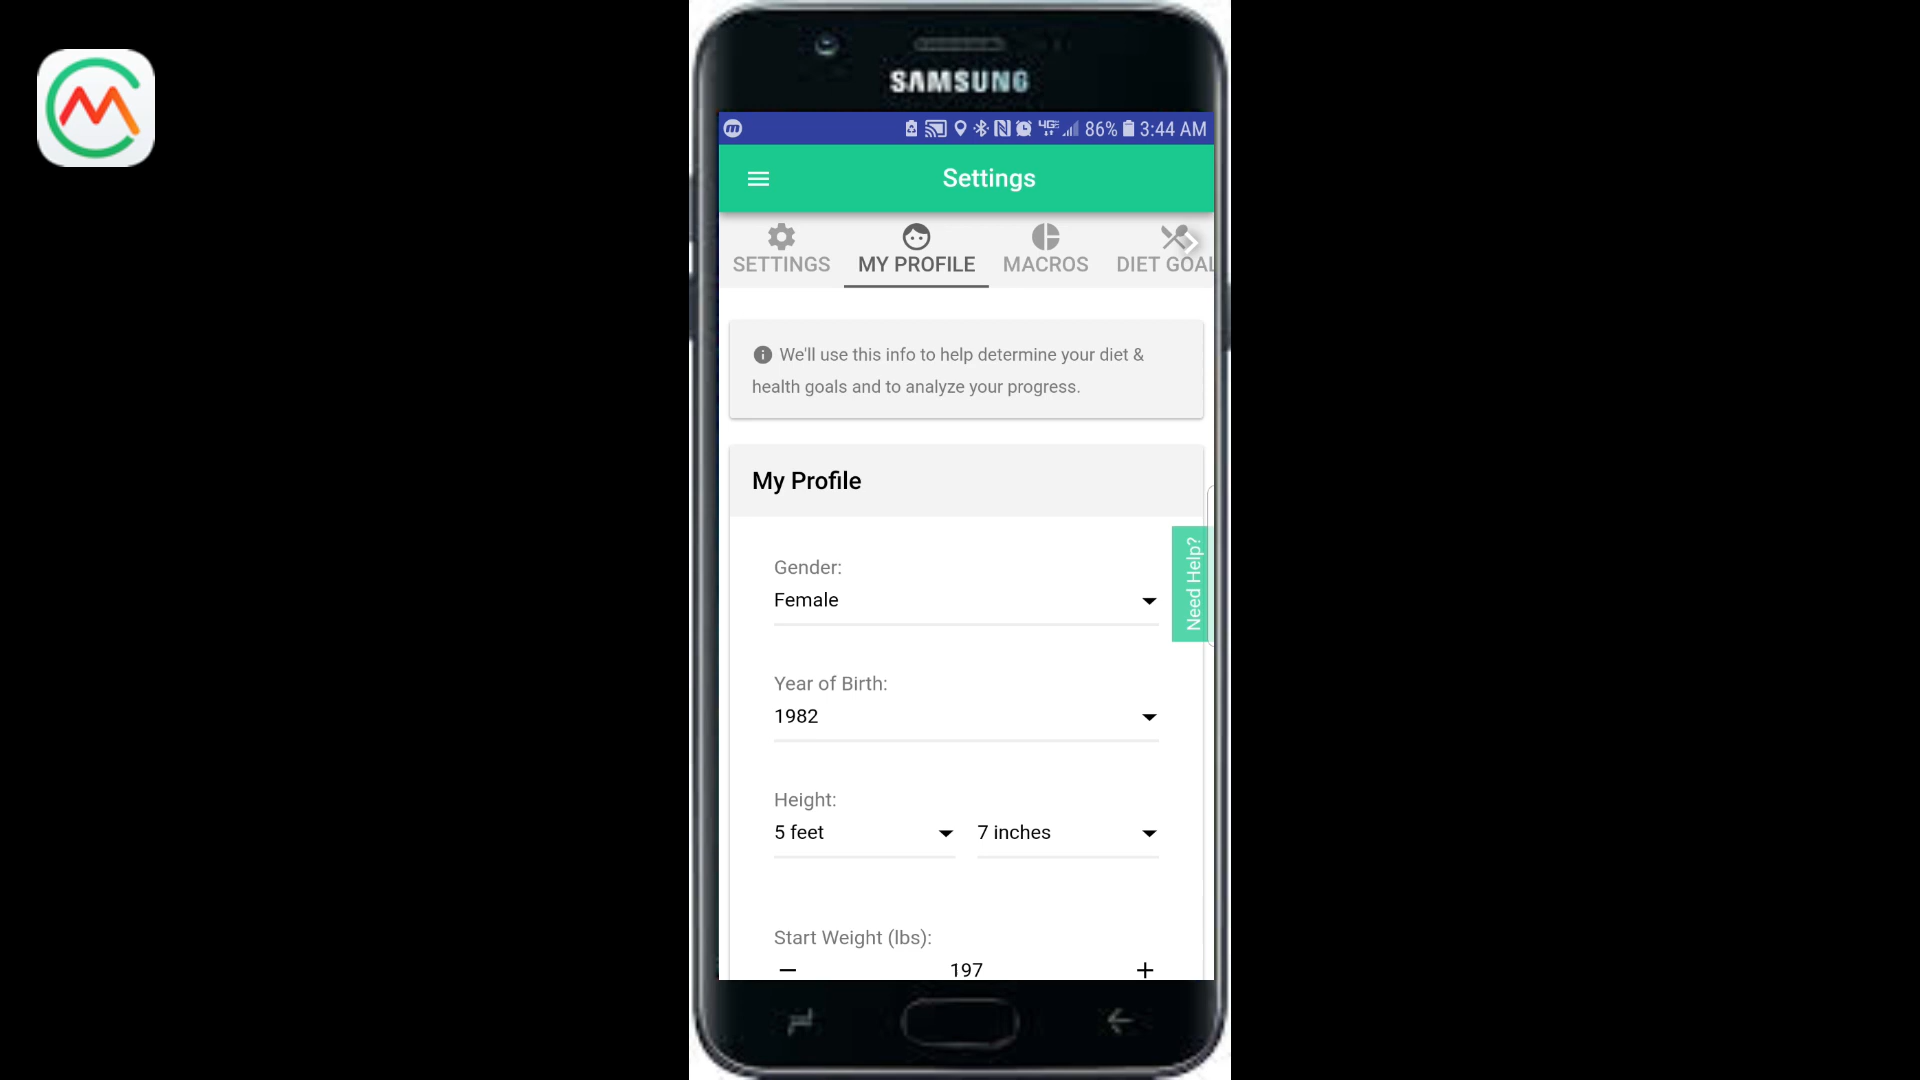 SAMSUNG
4G 86% 3:44 AM
Settings
SETTINGS MY PROFILE MACROS DIET GOAL
We'll use this info to help determine your diet &
health goals and to analyze your progress.
My Profile
Gender:
Female
Need Help?
Year of Birth:
1982
Height:
5 feet 7 inches
Start Weight (lbs):
− 197 +